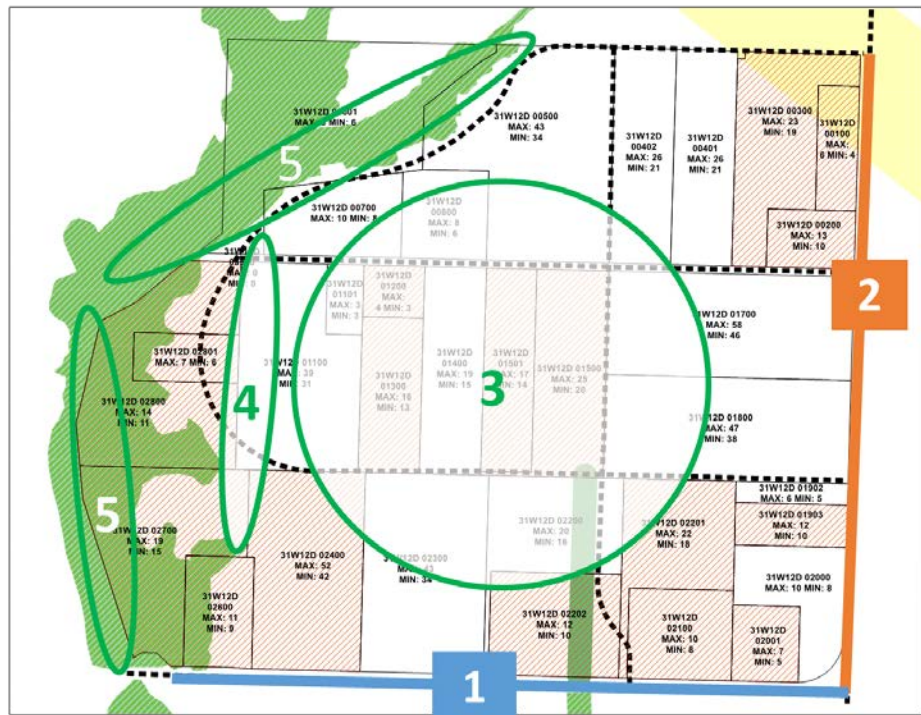 MIN: 6
5
31W12D 00500
MAX: 43
MIN: 34
31W12D
00402
MAX: 26
MIN: 21
31W12D
00401
MAX: 26
MIN: 21
31W12D 00300
MAX: 23
MIN: 19
31W12D
00100
MAX:
6 MIN: 4
31W12D 00700
MAX: 10 MIN: 8
31W12D
00800
MAX: 8
MIN: 6
31W12D 00200
MAX: 13
MIN: 10
2
31W12D
01101
MAX: 3
MIN: 3
31W12D
01200
MAX:
4 MIN: 3
31W12D 01700
MAX: 58
MIN: 46
31W12D 02801
MAX: 7 MIN: 6
31W12D 01100
MAX: 39
MIN: 31
31W12D 01400
MAX: 19
MIN: 15
31W12D
01501
MAX: 17
MIN: 14
31W12D 01500
MAX: 25
MIN: 20
31W12D 01300
MAX: 16
MIN: 13
4
3
31W12D 02800
MAX: 14
MIN: 11
31W12D 01800
MAX: 47
MIN: 38
31W12D 01902
MAX: 6 MIN: 5
31W12D 01903
MAX: 12
MIN: 10
5
31W12D 02700
MAX: 19
MIN: 15
31W12D 02200
MAX: 20
MIN: 16
31W12D 02201
MAX: 22
MIN: 18
31W12D 02400
MAX: 52
MIN: 42
31W12D 02300
MAX: 43
MIN: 34
31W12D 02000
MAX: 10 MIN: 8
31W12D
02600
MAX: 11
MIN: 9
31W12D 02202
MAX: 12
MIN: 10
31W12D
02100
MAX: 10
MIN: 8
31W12D
02001
MAX: 7
MIN: 5
1